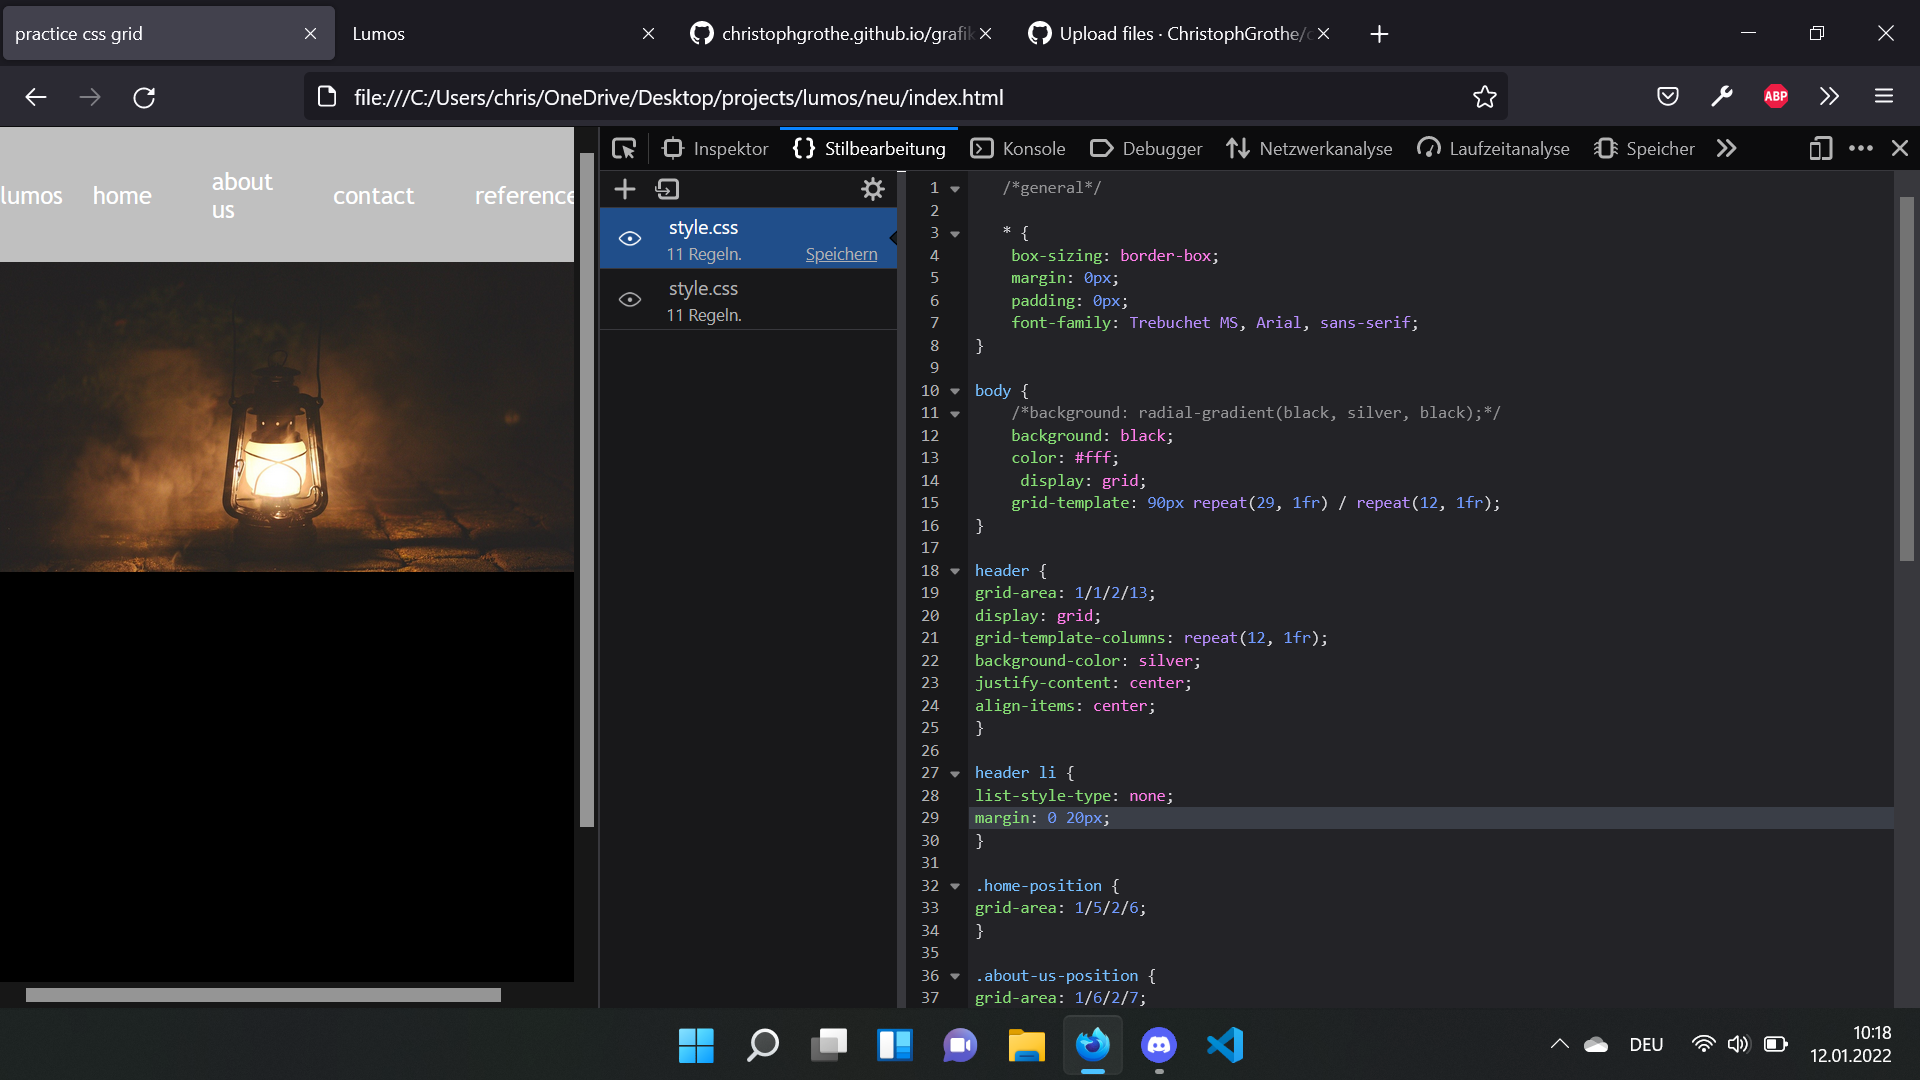 practice css grid
Lumos
christophgrothe.github.io/grafik
Upload files · ChristophGrothe/
file:///C:/Users/chris/OneDrive/Desktop/projects/lumos/neu/index.html
ABP
lumos home about us contact reference
Inspektor
Stilbearbeitung
Konsole
Debugger
Netzwerkanalyse
Laufzeitanalyse
Speicher
style.css
11 Regeln. Speichern
style.css
11 Regeln.
1 /*general*/
2
3 * {
4 box-sizing: border-box;
5 margin: 0px;
6 padding: 0px;
7 font-family: Trebuchet MS, Arial, sans-serif;
8 }
9
10 body {
11 /*background: radial-gradient(black, silver, black);*/
12 background: black;
13 color: #fff;
14 display: grid;
15 grid-template: 90px repeat(29, 1fr) / repeat(12, 1fr);
16 }
17
18 header {
19 grid-area: 1/1/2/13;
20 display: grid;
21 grid-template-columns: repeat(12, 1fr);
22 background-color: silver;
23 justify-content: center;
24 align-items: center;
25 }
26
27 header li {
28 list-style-type: none;
29 margin: 0 20px;
30 }
31
32 .home-position {
33 grid-area: 1/5/2/6;
34 }
35
36 .about-us-position {
37 grid-area: 1/6/2/7;
DEU
10:18
12.01.2022